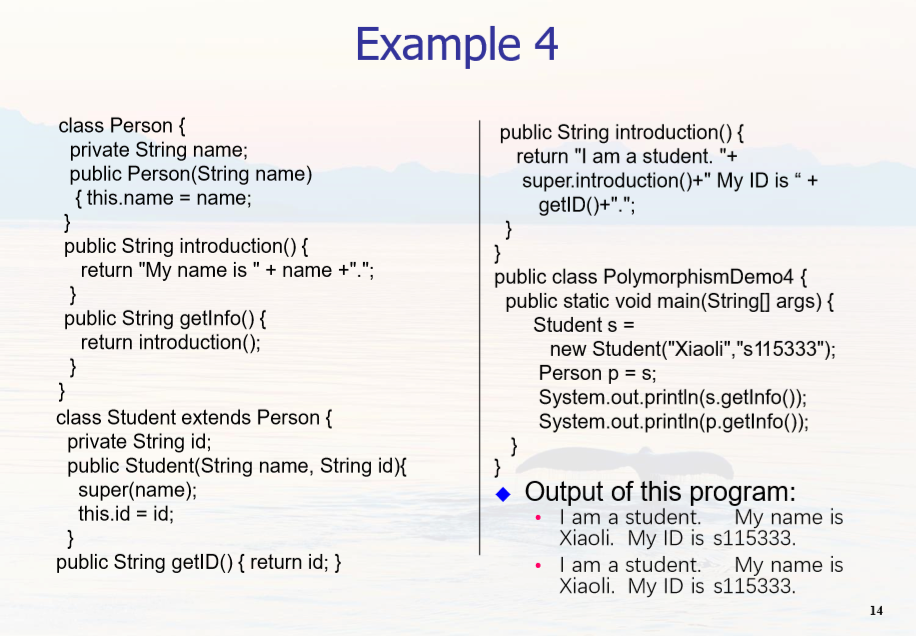 Example 4
class Person {
private String name;
public Person(String name)
{ this.name = name;
}
public String introduction() {
return "My name is " + name +".";
}
public String getInfo() {
return introduction();
}
}
class Student extends Person {
private String id;
public Student(String name, String id){
super(name);
this.id = id;
}
public String getID() { return id; }
public String introduction() {
return "I am a student. "+
super.introduction()+" My ID is “ +
getID()+".";
}
}
public class PolymorphismDemo4 {
public static void main(String[] args) {
Student s =
new Student("Xiaoli","s115333");
Person p = s;
System.out.println(s.getInfo());
System.out.println(p.getInfo());
}
}
◆ Output of this program:
• I am a student. My name is
Xiaoli. My ID is s115333.
• I am a student. My name is
Xiaoli. My ID is s115333.
14